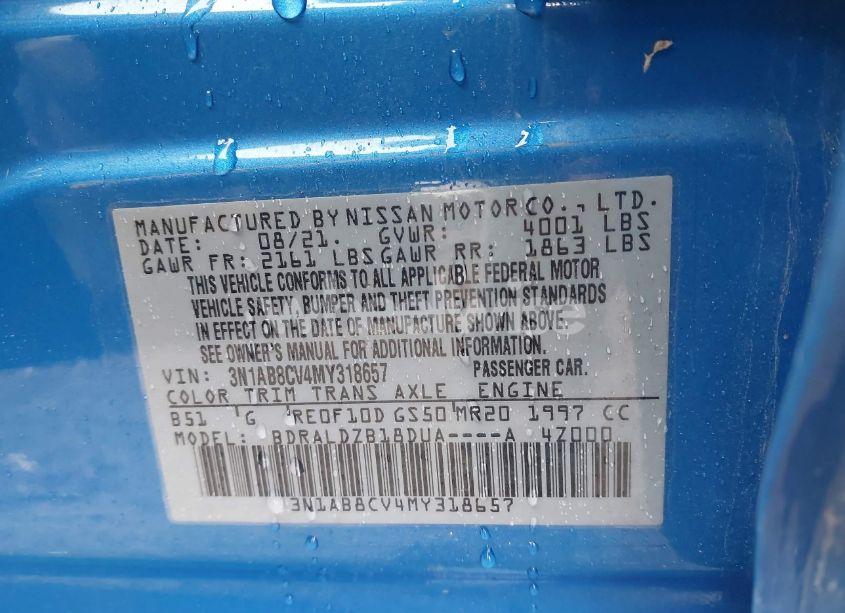 MANUFACTURED BY NISSAN MOTOR CO., LTD.
DATE: 08/21. GVWR: 4001 LBS
GAWR FR: 2161 LBS GAWR RR: 1863 LBS
THIS VEHICLE CONFORMS TO ALL APPLICABLE FEDERAL MOTOR
VEHICLE SAFETY, BUMPER AND THEFT PREVENTION STANDARDS
IN EFFECT ON THE DATE OF MANUFACTURE SHOWN ABOVE.
SEE OWNER'S MANUAL FOR ADDITIONAL INFORMATION.
VIN: 3N1AB8CV4MY318657 PASSENGER CAR.
COLOR TRIM TRANS AXLE ENGINE
B51 G RE0F10D GS50 MR20 1997 CC
MODEL: BDRALDZB18DUA----A 4Z000
3N1AB8CV4MY318657